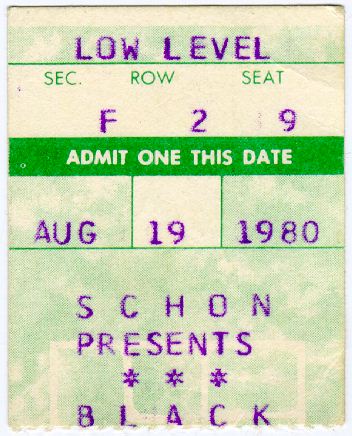 LOW LEVEL
SEC. ROW SEAT
F 2 9
ADMIT ONE THIS DATE
AUG 19 1980
SCHON
PRESENTS
* * *
BLACK